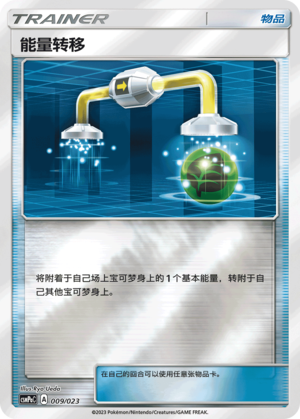 TRAINER
物品
能量转移
将附着于自己场上宝可梦身上的1个基本能量，转附于自
己其他宝可梦身上。
Illus. Ryo Ueda
A 009/023
在自己的回合可以使用任意张物品卡。
©2023 Pokémon/Nintendo/Creatures/GAME FREAK.